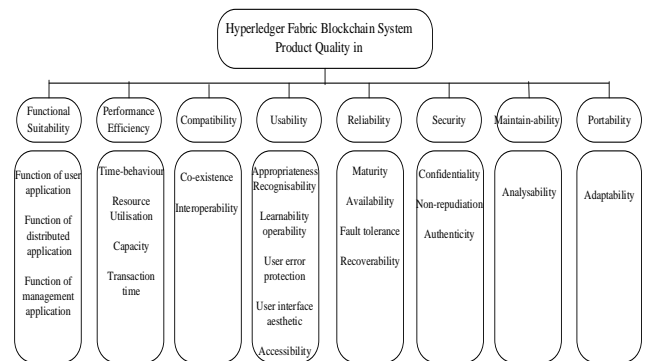 Hyperledger Fabric Blockchain System
Product Quality in
Functional
Suitability
Performance
Efficiency
Compatibility
Usability
Reliability
Security
Maintain-ability
Portability
Function of user
application
Function of
distributed
application
Function of
management
application
Time-behaviour
Resource
Utilisation
Capacity
Transaction
time
Co-existence
Interoperability
Appropriateness
Recognisability
Learnability
operability
User error
protection
User interface
aesthetic
Accessibility
Maturity
Availability
Fault tolerance
Recoverability
Confidentiality
Non-repudiation
Authenticity
Analysability
Adaptability